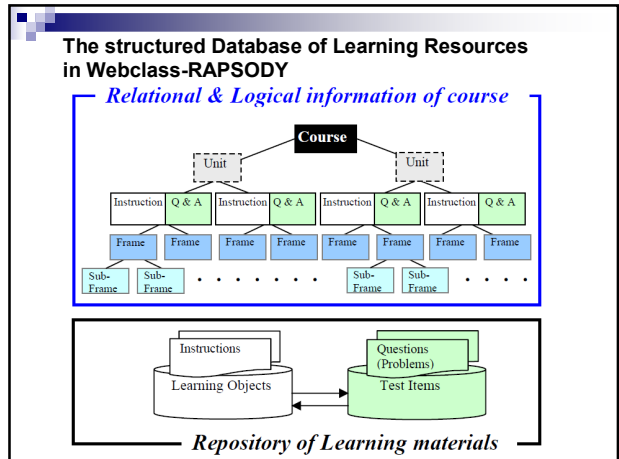 The structured Database of Learning Resources
in Webclass-RAPSODY
Relational & Logical information of course
Course
Unit
Unit
Instruction Q & A Instruction Q & A Instruction Q & A Instruction Q & A
Frame Frame Frame Frame Frame Frame Frame Frame
Sub-
Frame
Sub-
Frame
Sub-
Frame
Sub-
Frame
Instructions
Learning Objects
Questions
(Problems)
Test Items
Repository of Learning materials